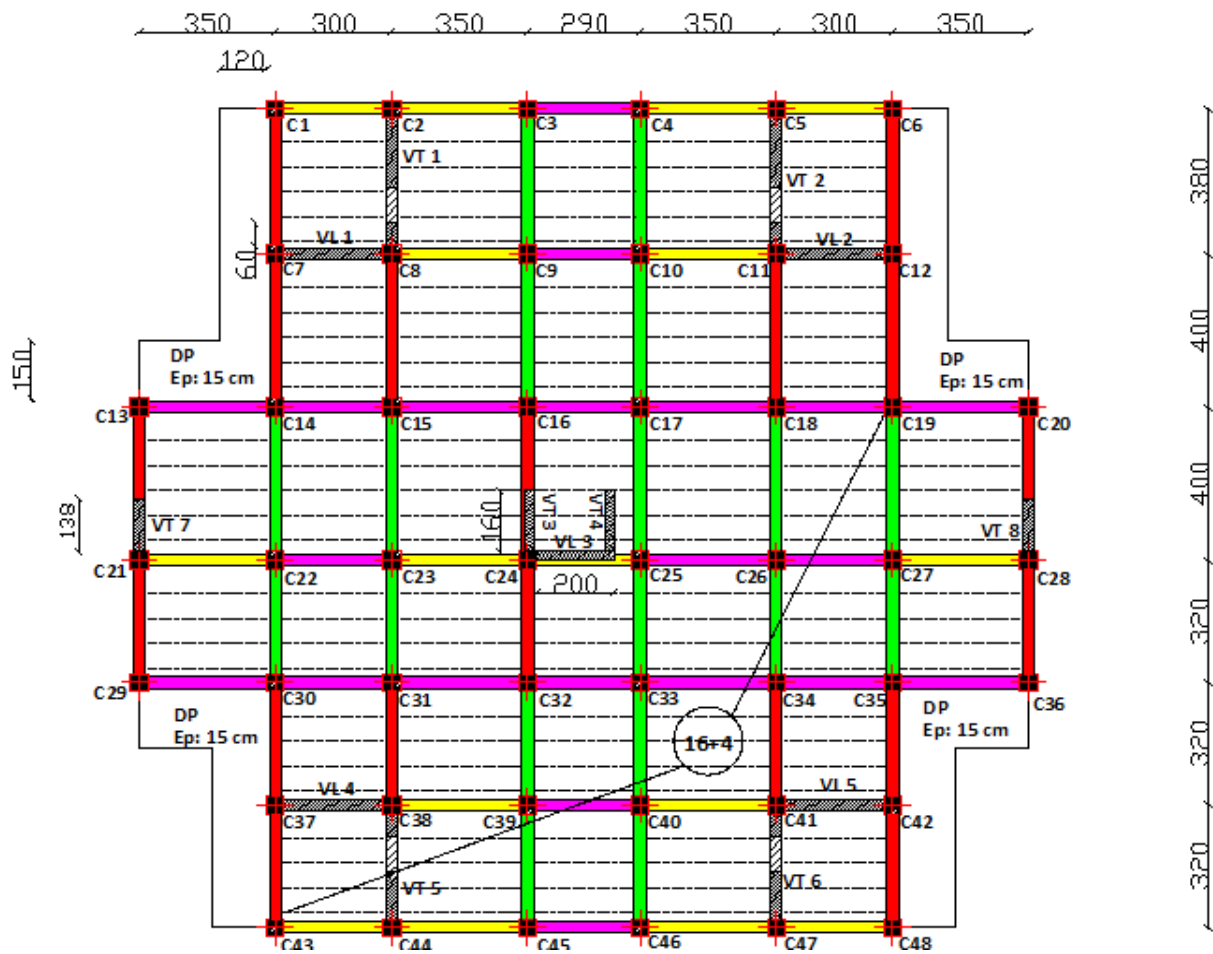 350 300 350 290 350 300 350
120
C1 C2 C3 C4 C5 C6
VT 1
VT 2
380
VL 1
VL 2
60
C7 C8 C9 C10 C11 C12
400
150
DP
Ep: 15 cm
DP
Ep: 15 cm
C13 C14 C15 C16 C17 C18 C19 C20
400
138
VT 7
160
VT3
VT4
VL 3
VT 8
C21 C22 C23 C24 C25 C26 C27 C28
200
320
C29 C30 C31 C32 C33 C34 C35 C36
DP
Ep: 15 cm
16+4
DP
Ep: 15 cm
320
VL 4
VL 5
C37 C38 C39 C40 C41 C42
320
VT 5
VT 6
C43 C44 C45 C46 C47 C48